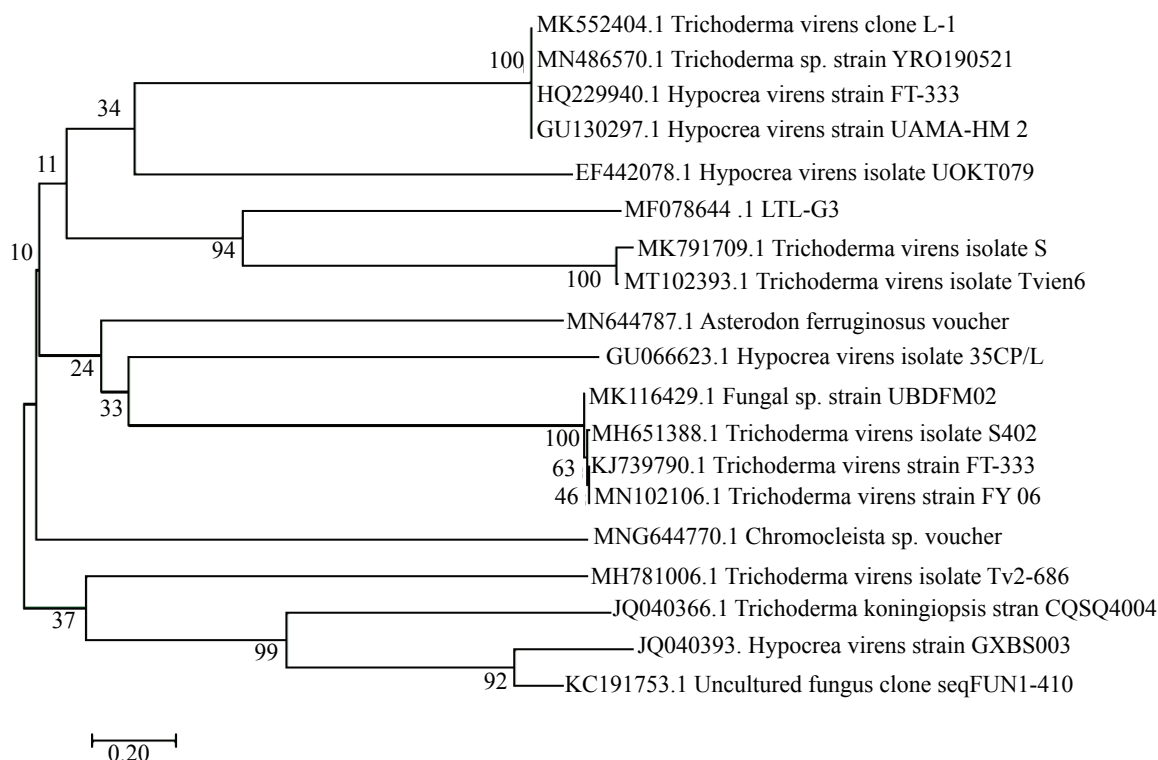 MK552404.1 Trichoderma virens clone L-1
100
MN486570.1 Trichoderma sp. strain YRO190521
HQ229940.1 Hypocrea virens strain FT-333
34
GU130297.1 Hypocrea virens strain UAMA-HM 2
11
EF442078.1 Hypocrea virens isolate UOKT079
MF078644 .1 LTL-G3
10
94
MK791709.1 Trichoderma virens isolate S
100
MT102393.1 Trichoderma virens isolate Tvien6
MN644787.1 Asterodon ferruginosus voucher
24
GU066623.1 Hypocrea virens isolate 35CP/L
33
MK116429.1 Fungal sp. strain UBDFM02
100
MH651388.1 Trichoderma virens isolate S402
63
KJ739790.1 Trichoderma virens strain FT-333
46
MN102106.1 Trichoderma virens strain FY 06
MNG644770.1 Chromocleista sp. voucher
MH781006.1 Trichoderma virens isolate Tv2-686
37
JQ040366.1 Trichoderma koningiopsis stran CQSQ4004
99
JQ040393. Hypocrea virens strain GXBS003
92
KC191753.1 Uncultured fungus clone seqFUN1-410
0.20